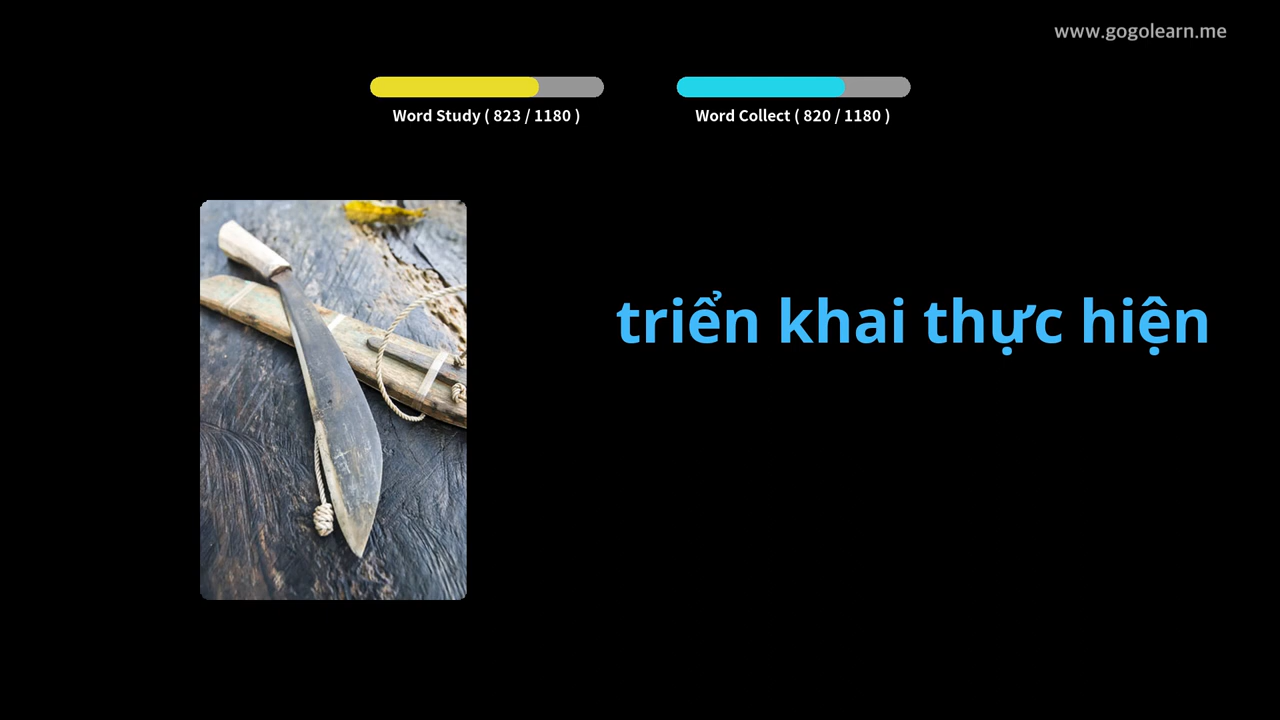 www.gogolearn.me
Word Study ( 823 / 1180 )
Word Collect ( 820 / 1180 )
triển khai thực hiện